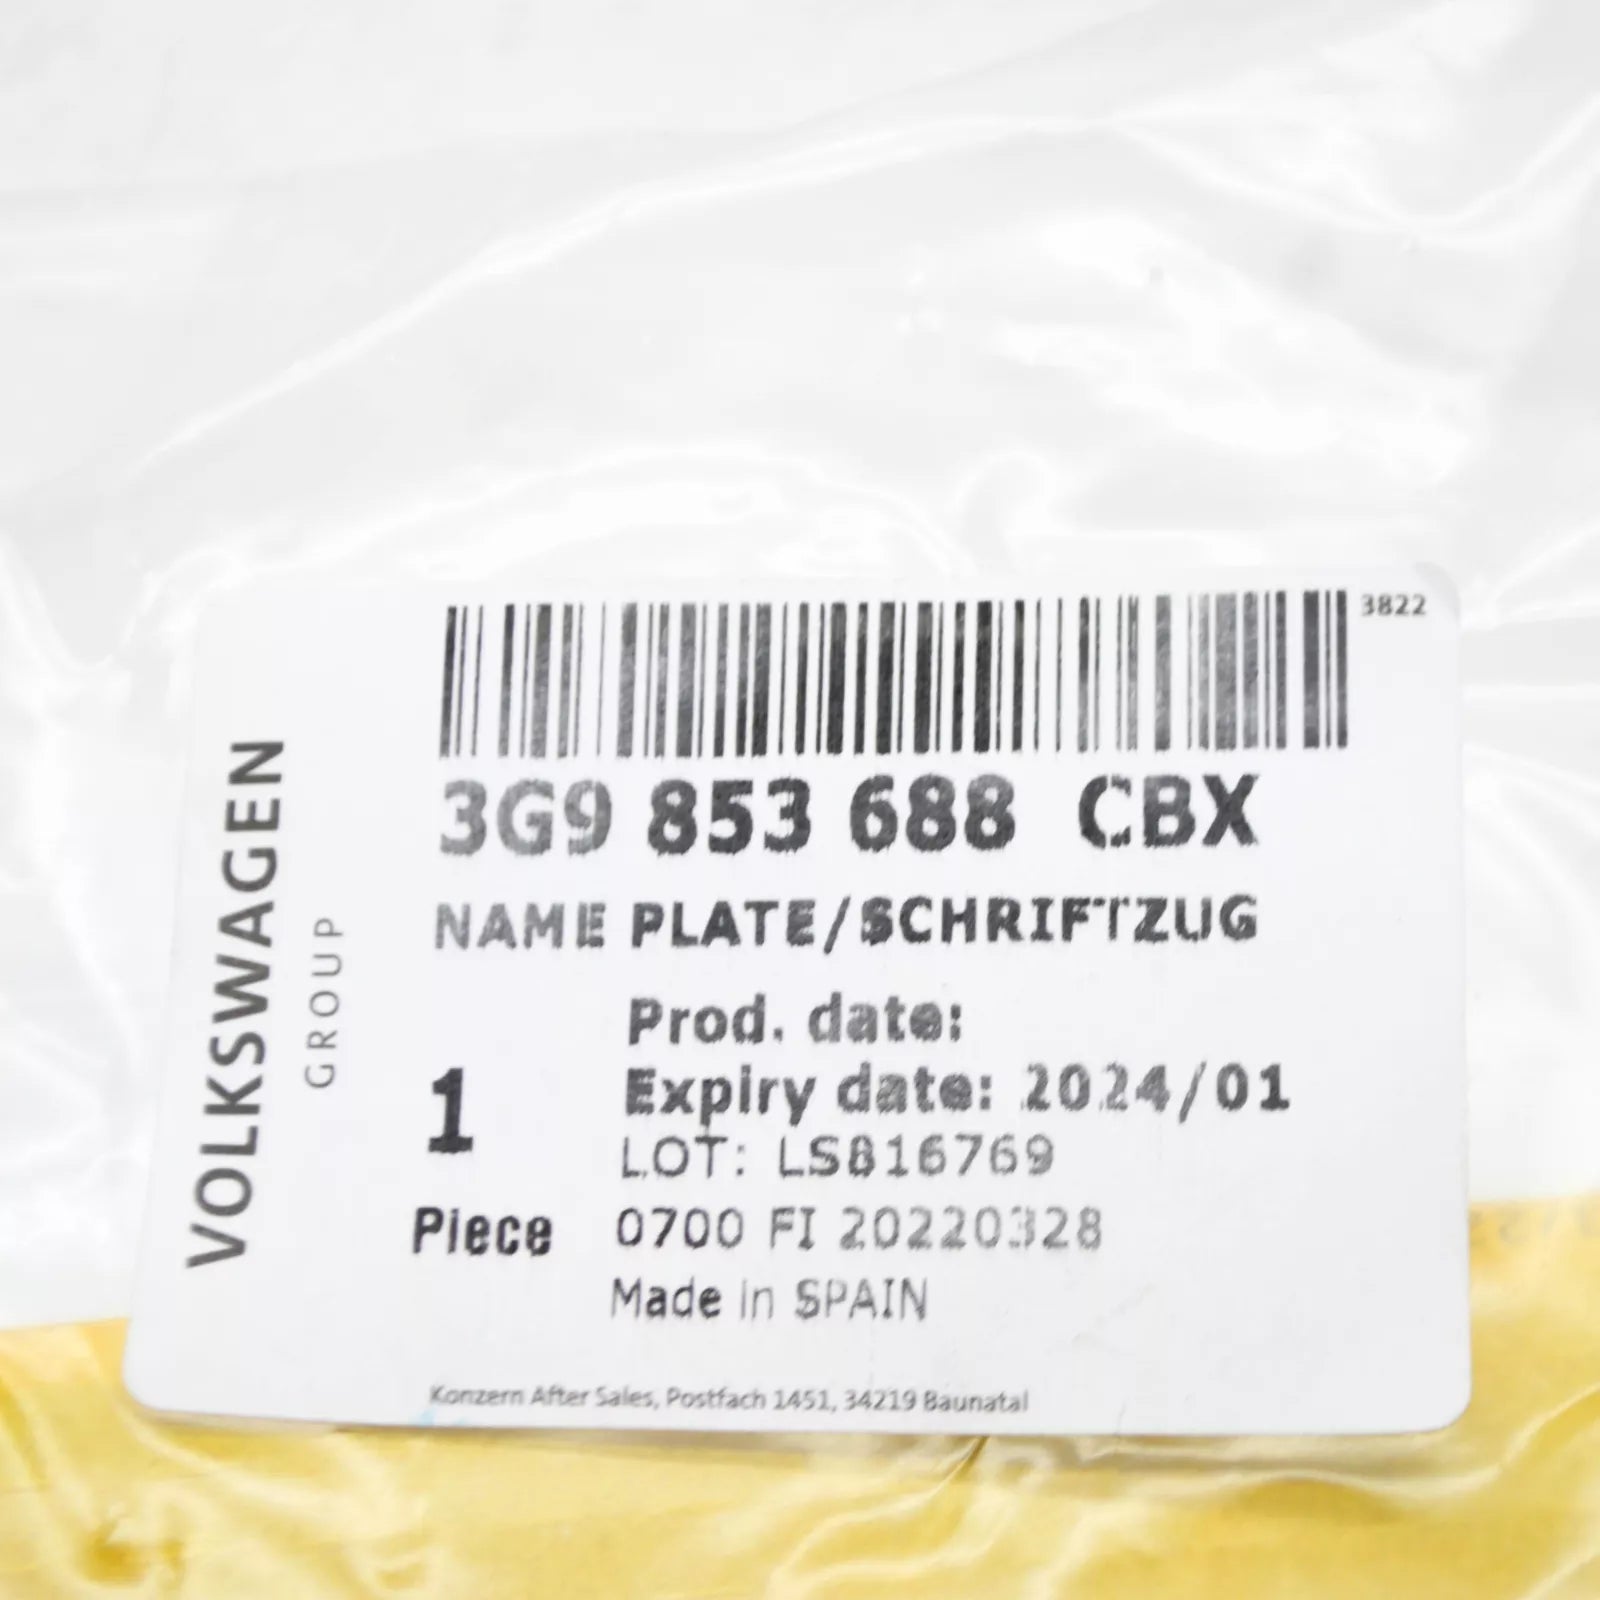 3822
3G9 853 688 CBX
NAME PLATE/SCHRIFTZUG
Prod. date:
Expiry date: 2024/01
LOT: LS816769
1
Piece
0700 FI 20220328
Made in SPAIN
Konzern After Sales, Postfach 1451, 34219 Baunatal
VOLKSWAGEN
GROUP